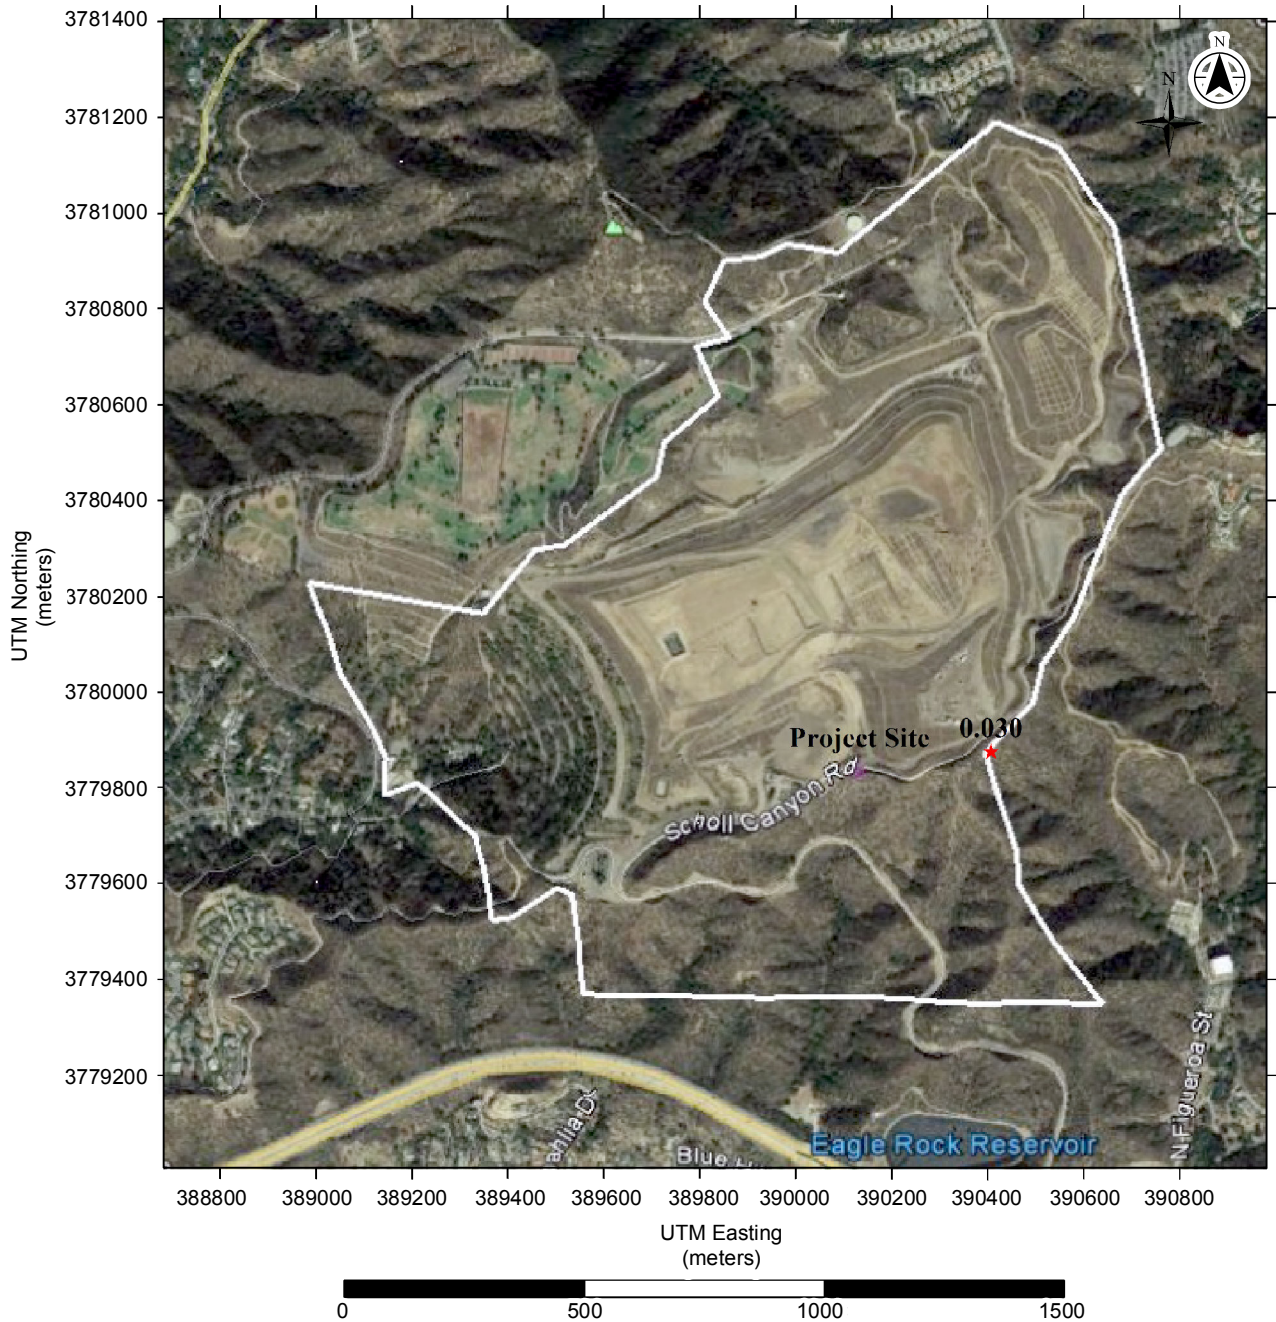 3781400
N
3781200
N
3781000
3780800
3780600
3780400
UTM Northing
(meters)
3780200
3780000
Project Site
0.030
3779800
Scholl Canyon Rd
3779600
3779400
N Figueroa St
3779200
Eagle Rock Reservoir
Blue
388800 389000 389200 389400 389600 389800 390000 390200 390400 390600 390800
UTM Easting
(meters)
0 500 1000 1500